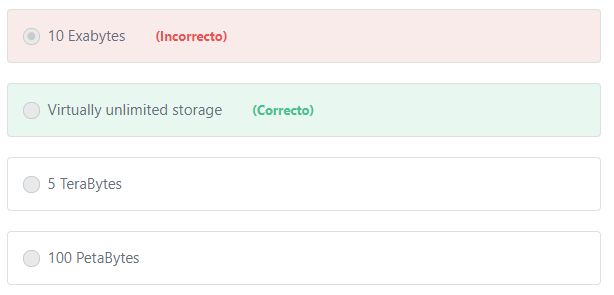 10 Exabytes (Incorrecto)
Virtually unlimited storage (Correcto)
5 TeraBytes
100 PetaBytes